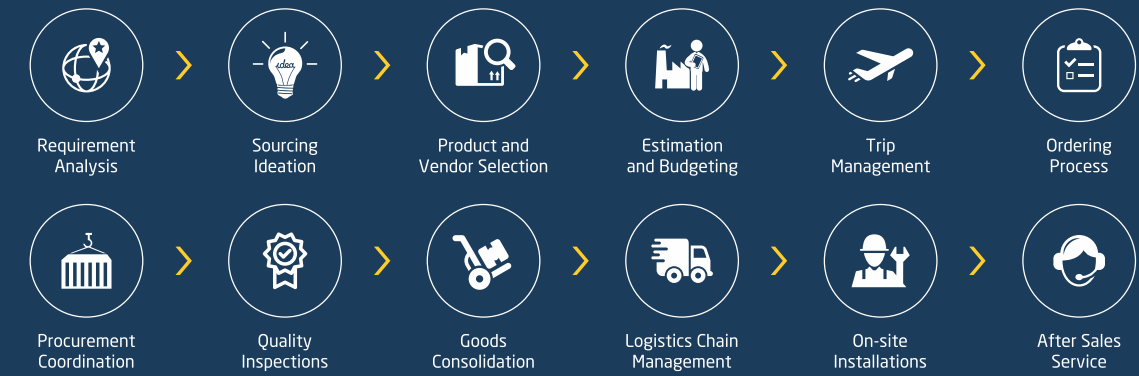 idea
Requirement
Analysis
Sourcing
Ideation
Product and
Vendor Selection
Estimation
and Budgeting
Trip
Management
Ordering
Process
Procurement
Coordination
Quality
Inspections
Goods
Consolidation
Logistics Chain
Management
On-site
Installations
After Sales
Service